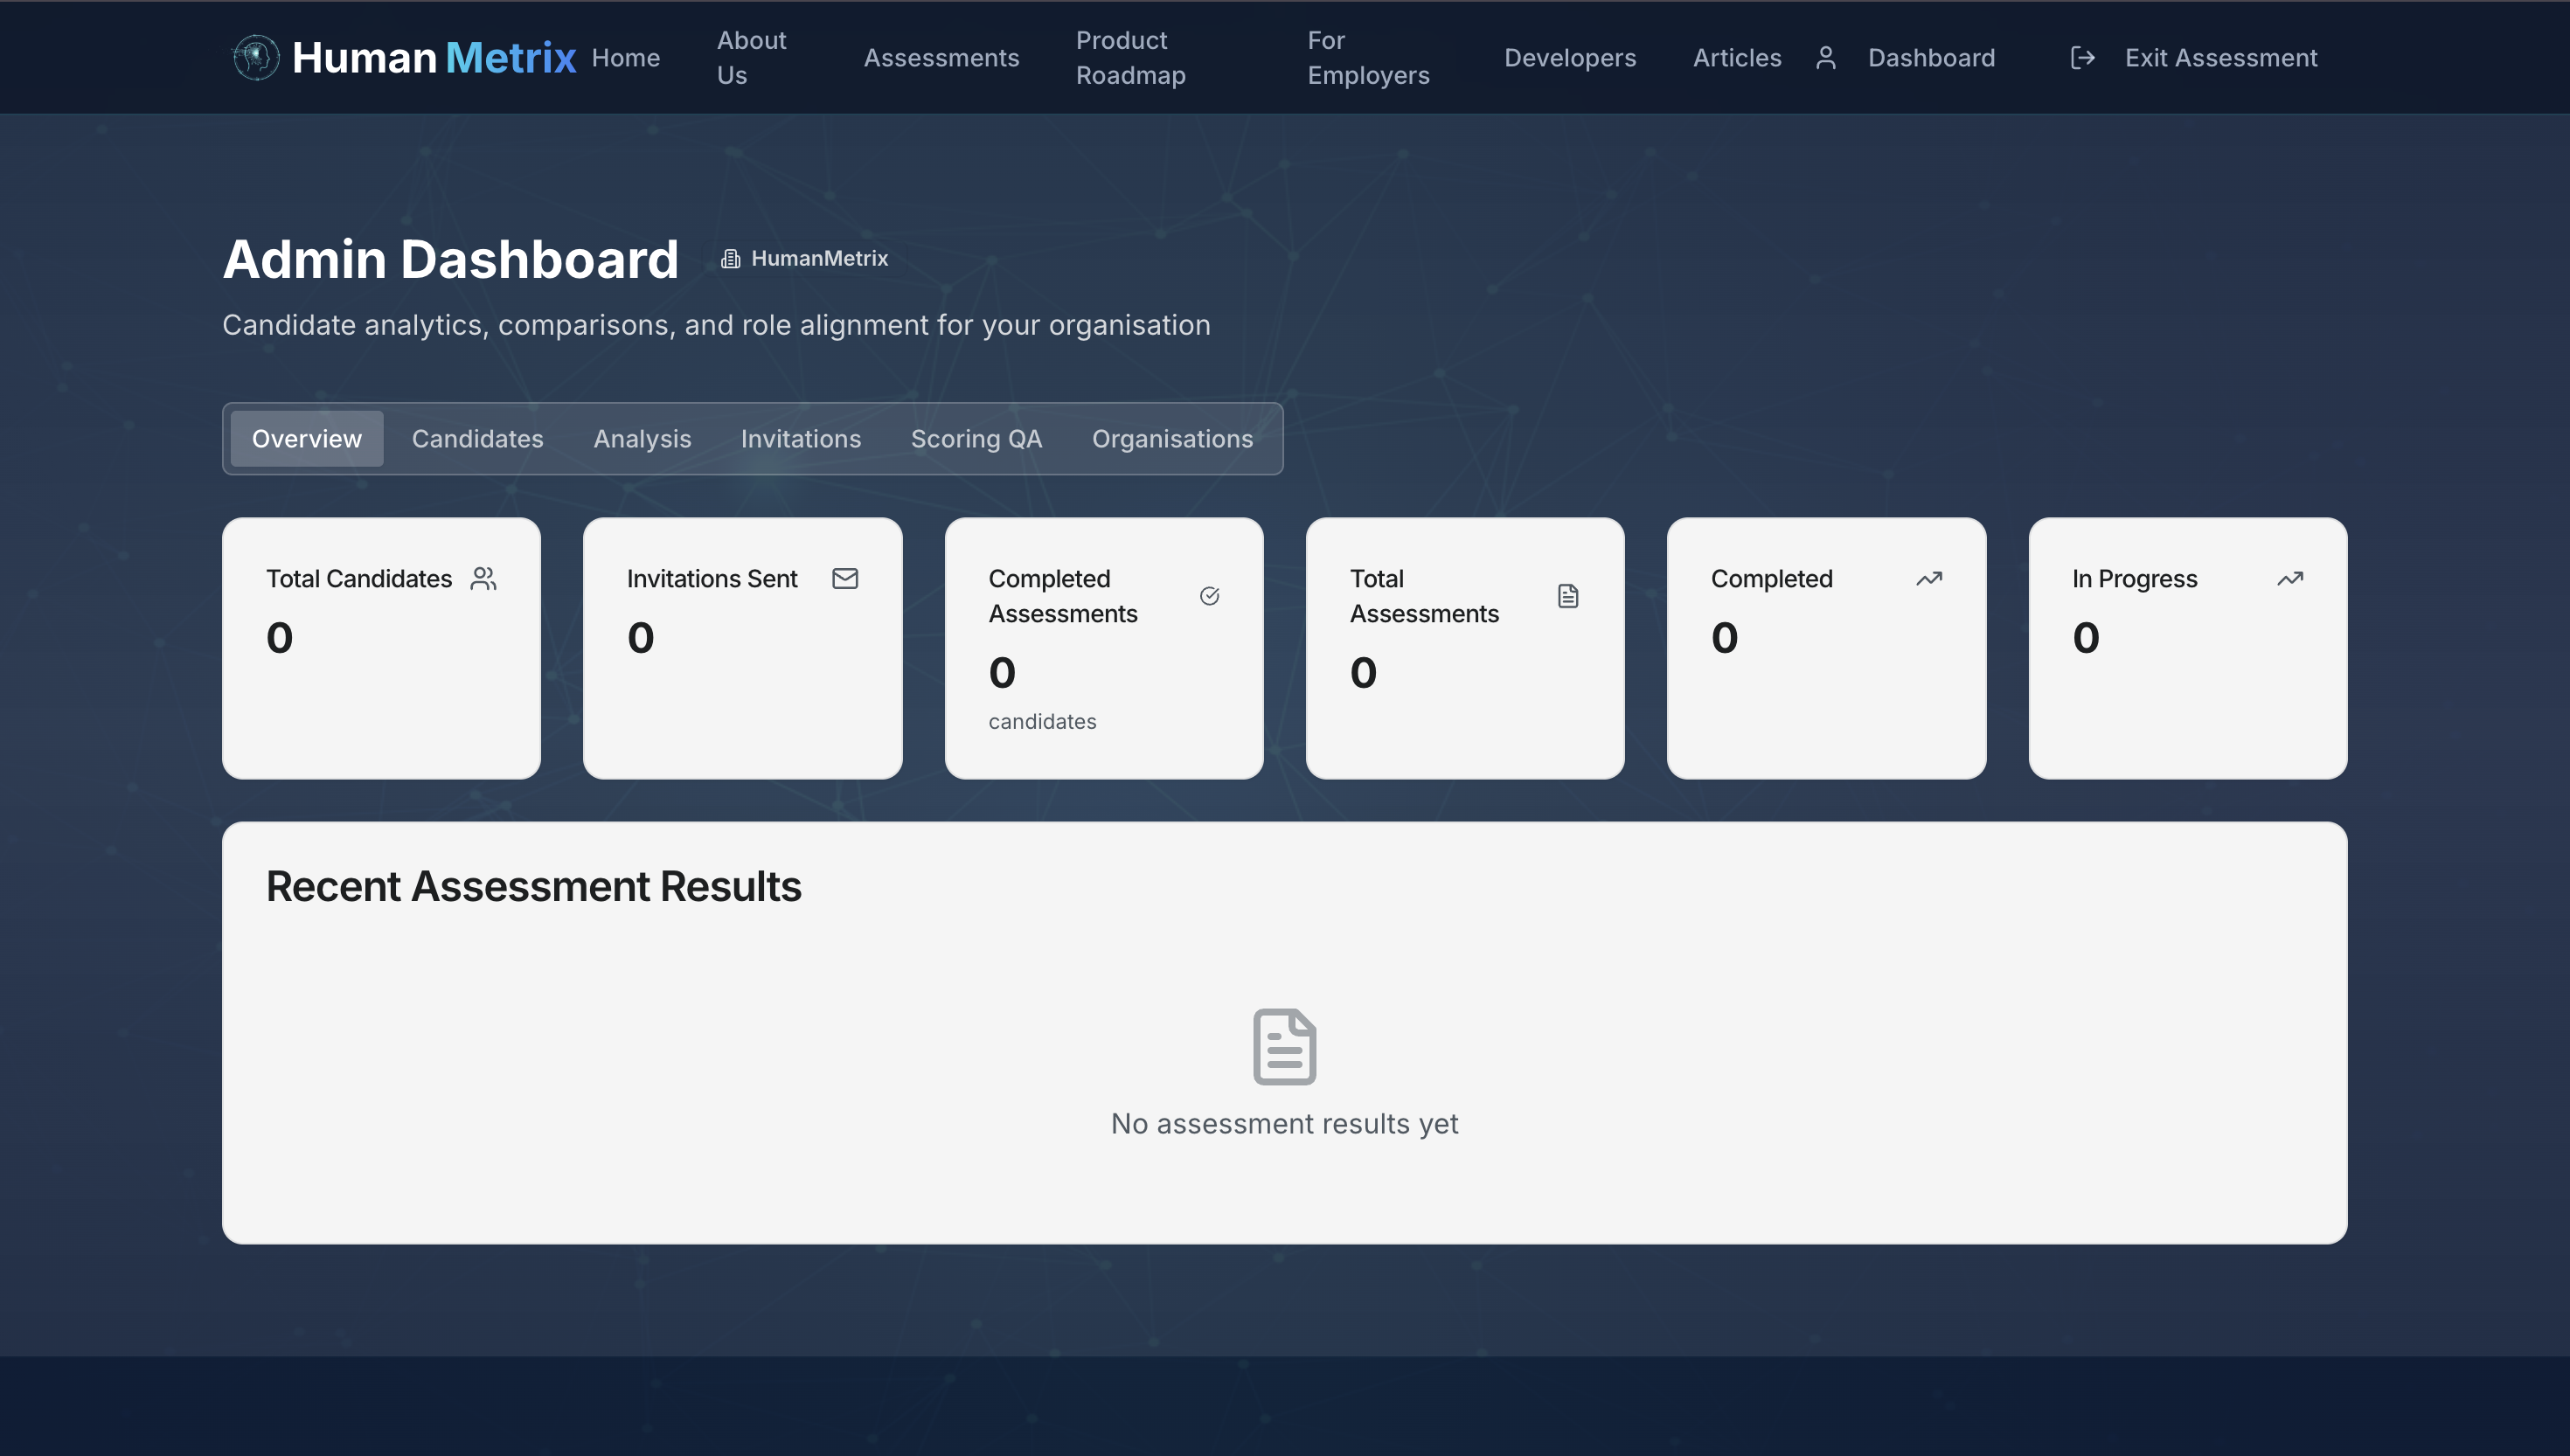 Human Metrix Home About Us Assessments Product Roadmap For Employers Developers Articles Dashboard Exit Assessment
Admin Dashboard HumanMetrix
Candidate analytics, comparisons, and role alignment for your organisation
Overview Candidates Analysis Invitations Scoring QA Organisations
Total Candidates
0
Invitations Sent
0
Completed
Assessments
0
candidates
Total
Assessments
0
Completed
0
In Progress
0
Recent Assessment Results
No assessment results yet